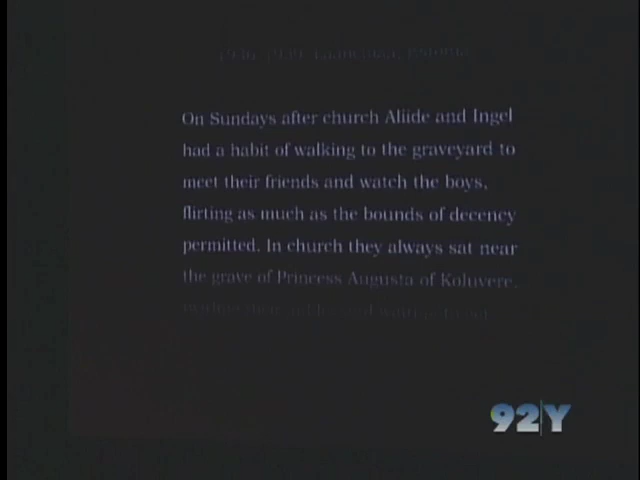 On Sundays after church Aliide and Ingel
had a habit of walking to the graveyard to
meet their friends and watch the boys,
flirting as much as the bounds of decency
permitted. In church they always sat near
the grave of Princess Augusta of Koluvere,
92Y